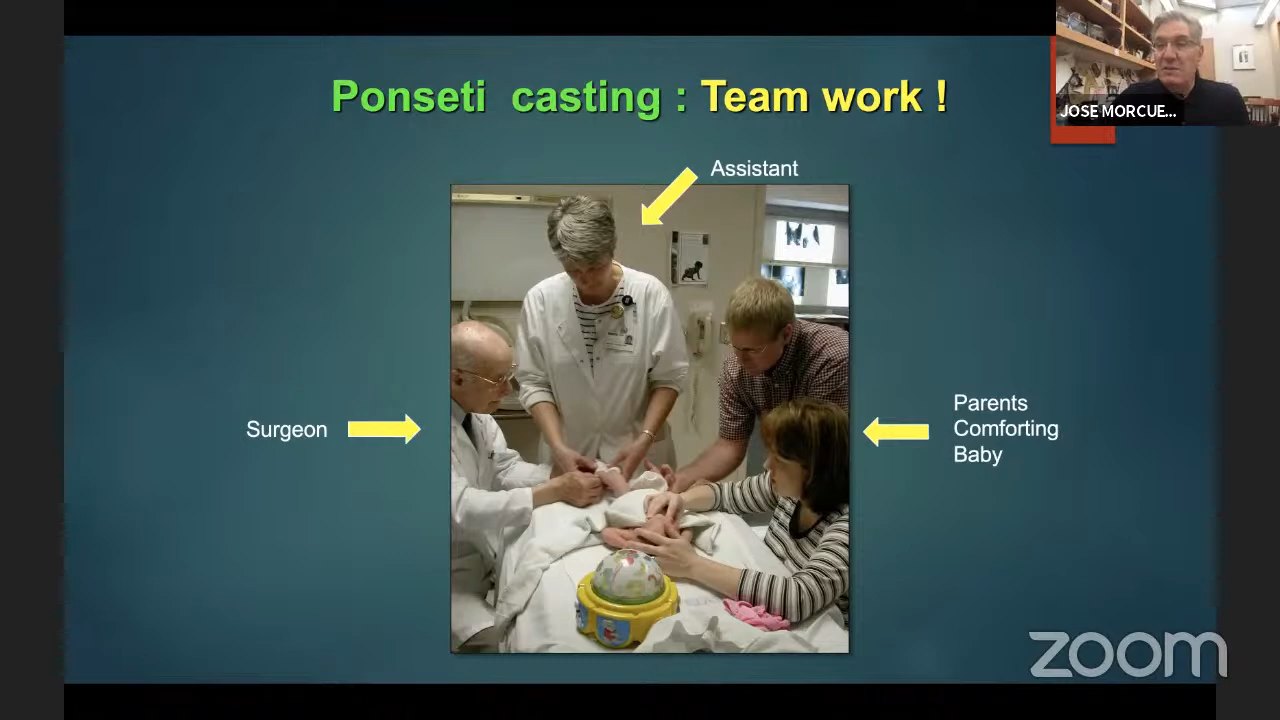 Ponseti casting : Team work !
JOSE MORCUE...
Assistant
Surgeon
Parents
Comforting
Baby
zoom